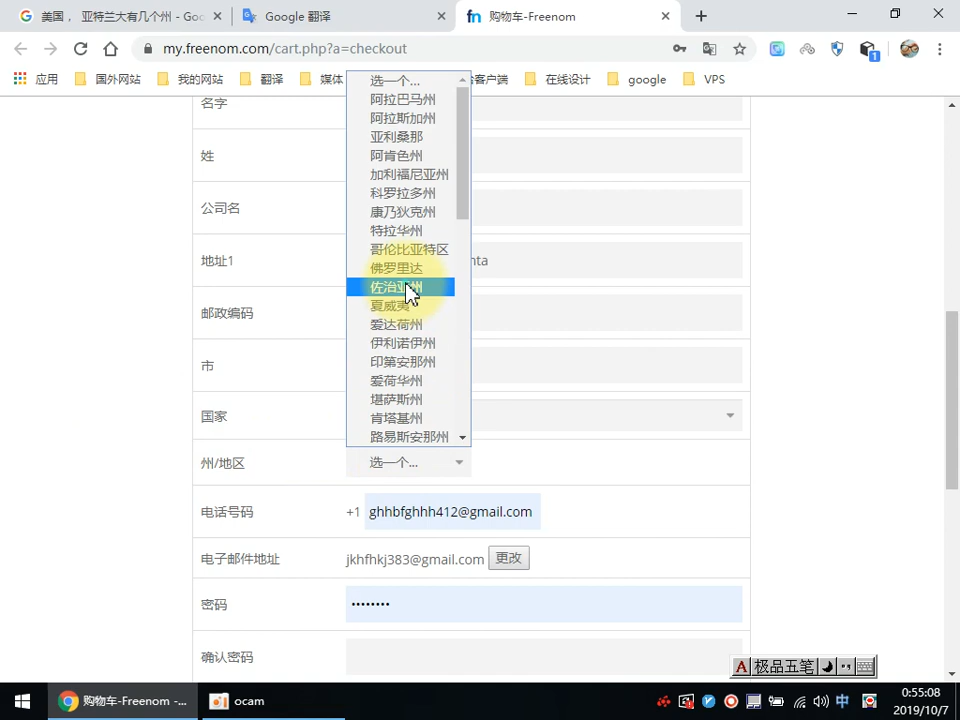 美国， 亚特兰大有几个州 - Goo
Google 翻译
购物车-Freenom
my.freenom.com/cart.php?a=checkout
应用
国外网站
我的网站
翻译
媒体
客户端
在线设计
google
VPS
选一个...
阿拉巴马州
阿拉斯加州
亚利桑那
阿肯色州
加利福尼亚州
科罗拉多州
康乃狄克州
特拉华州
哥伦比亚特区
佛罗里达
佐治亚州
夏威夷
爱达荷州
伊利诺伊州
印第安那州
爱荷华州
堪萨斯州
肯塔基州
路易斯安那州
名字
姓
公司名
地址1
nta
邮政编码
市
国家
州/地区
选一个...
电话号码
+1 ghhbfghhh412@gmail.com
电子邮件地址
jkhfhkj383@gmail.com 更改
密码
••••••••
确认密码
A 极品五笔
购物车-Freenom -...
ocam
中
0:55:08
2019/10/7